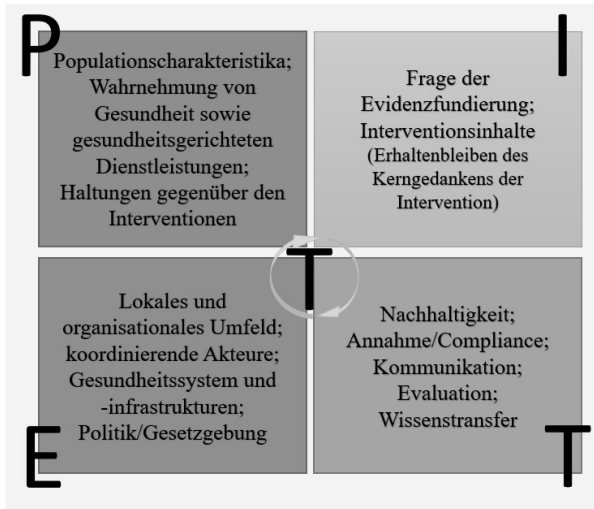 P
Populationscharakteristika;
Wahrnehmung von
Gesundheit sowie
gesundheitsgerichteten
Dienstleistungen;
Haltungen gegenüber den
Interventionen
I
Frage der
Evidenzfundierung;
Interventionsinhalte
(Erhaltenbleiben des
Kerngedankens der
Intervention)
T
Lokales und
organisationales Umfeld;
koordinierende Akteure;
Gesundheitssystem und
-infrastrukturen;
Politik/Gesetzgebung
E
Nachhaltigkeit;
Annahme/Compliance;
Kommunikation;
Evaluation;
Wissenstransfer
T